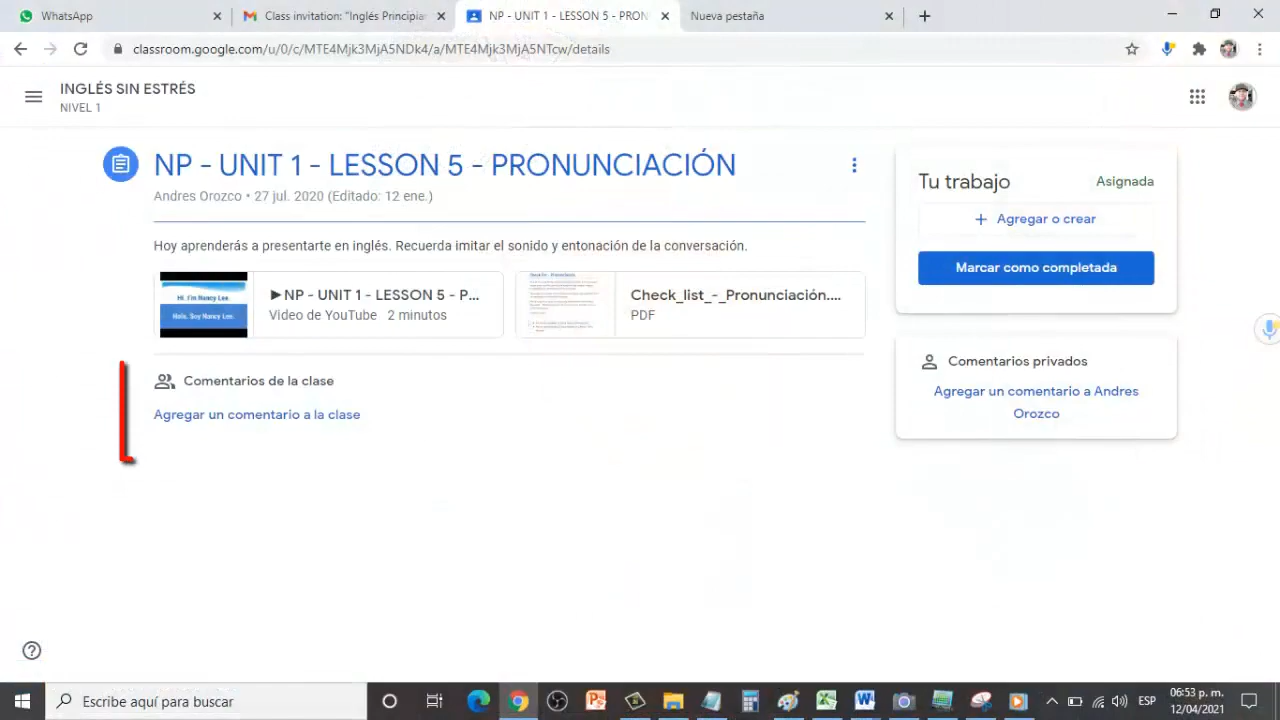 WhatsApp
Class invitation: "Inglés Principia
NP - UNIT 1 - LESSON 5 - PRON
Nueva pestaña
classroom.google.com/u/0/c/MTE4Mjk3MjA5NDk4/a/MTE4Mjk3MjA5NTcw/details
INGLÉS SIN ESTRÉS
NIVEL 1
NP - UNIT 1 - LESSON 5 - PRONUNCIACIÓN
Andres Orozco • 27 jul. 2020 (Editado: 12 ene.)
Hoy aprenderás a presentarte en inglés. Recuerda imitar el sonido y entonación de la conversación.
Hi. I'm Nancy Lee.
Hola. Soy Nancy Lee.
UNIT 1 - LESSON 5 - P...
Video de YouTube 2 minutos
Check_list_-_Pronunciación....
PDF
Comentarios de la clase
Agregar un comentario a la clase
Tu trabajo
Asignada
+ Agregar o crear
Marcar como completada
Comentarios privados
Agregar un comentario a Andres
Orozco
Escribe aquí para buscar
ESP
06:53 p. m.
12/04/2021